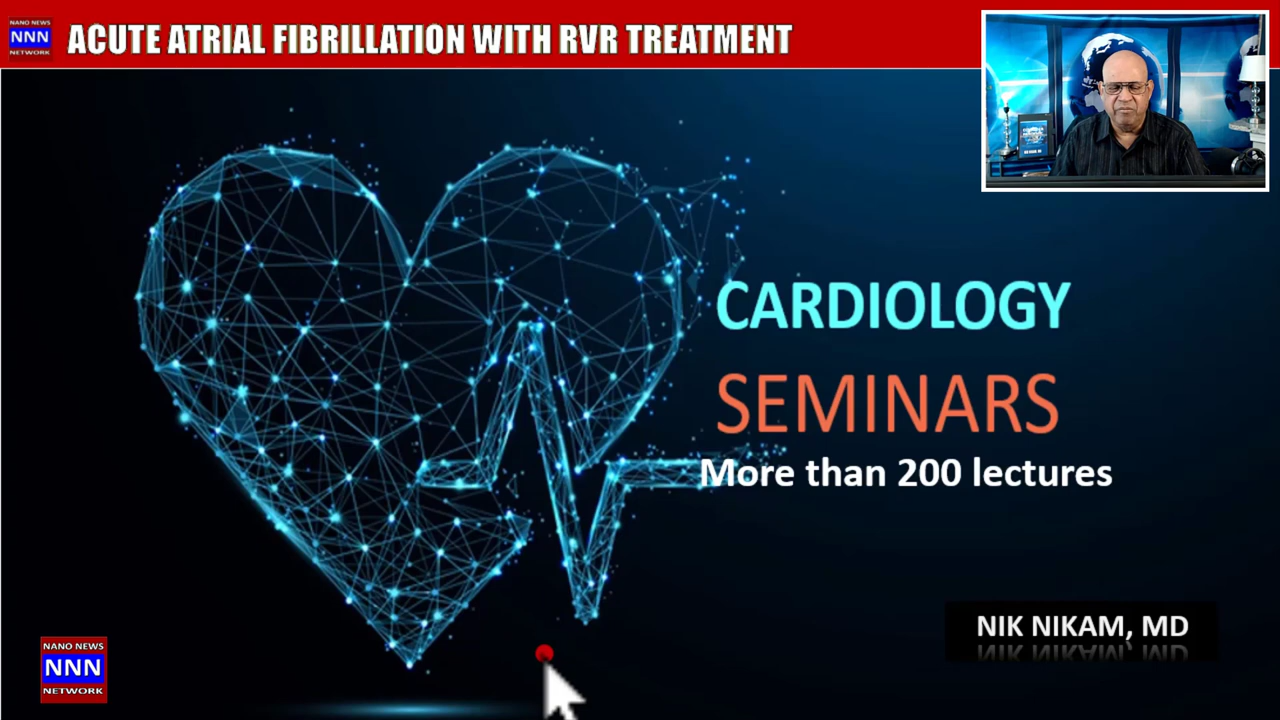 NANO NEWS
NNN
NETWORK
ACUTE ATRIAL FIBRILLATION WITH RVR TREATMENT
CARDIOLOGY
SEMINARS
More than 200 lectures
NIK NIKAM, MD
NANO NEWS
NNN
NETWORK